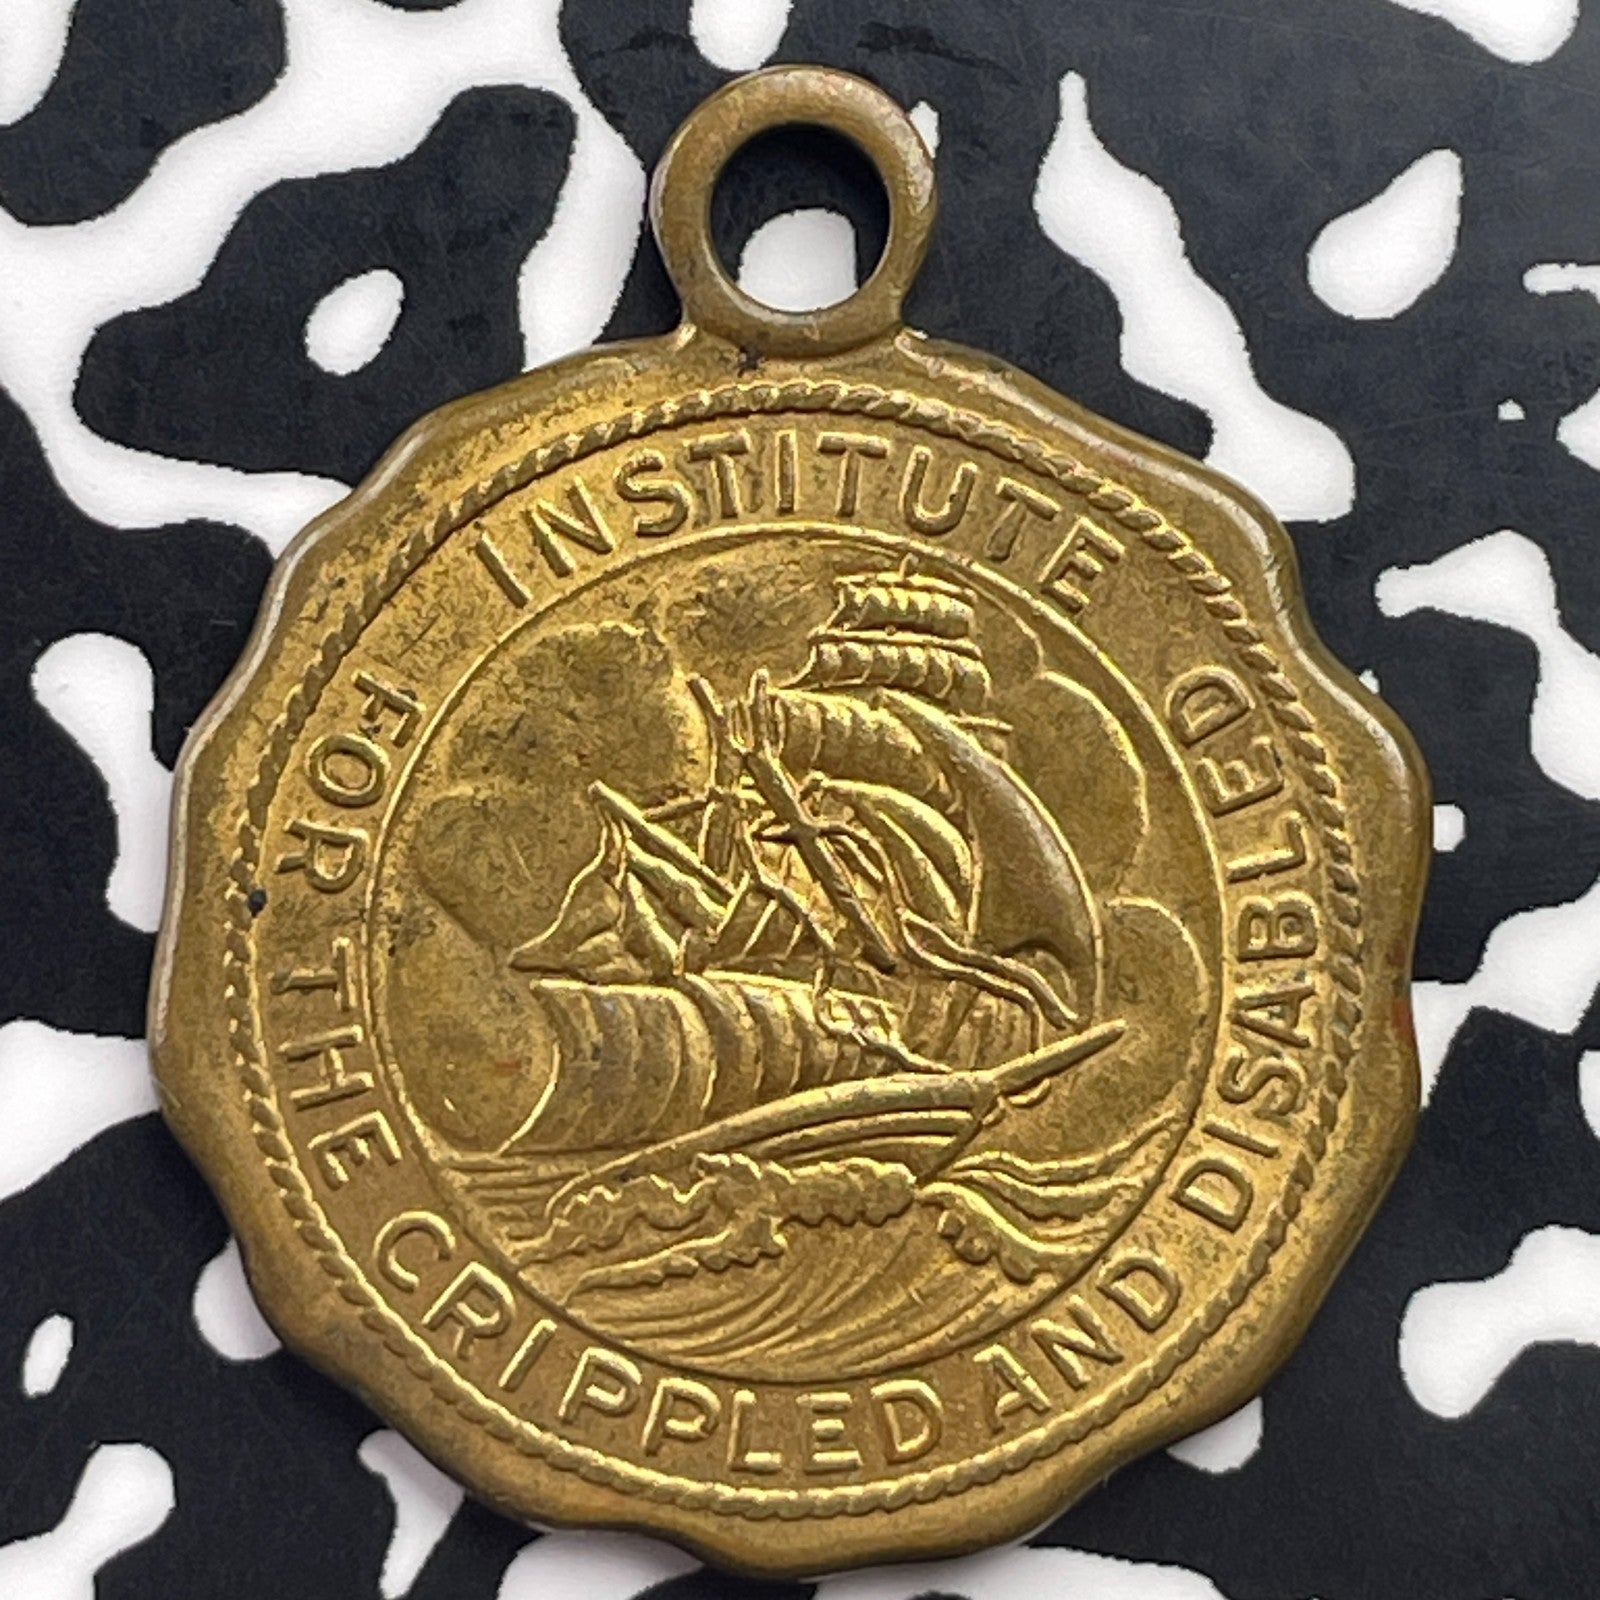 INSTITUTE
FOR THE CRIPPLED AND DISABLED